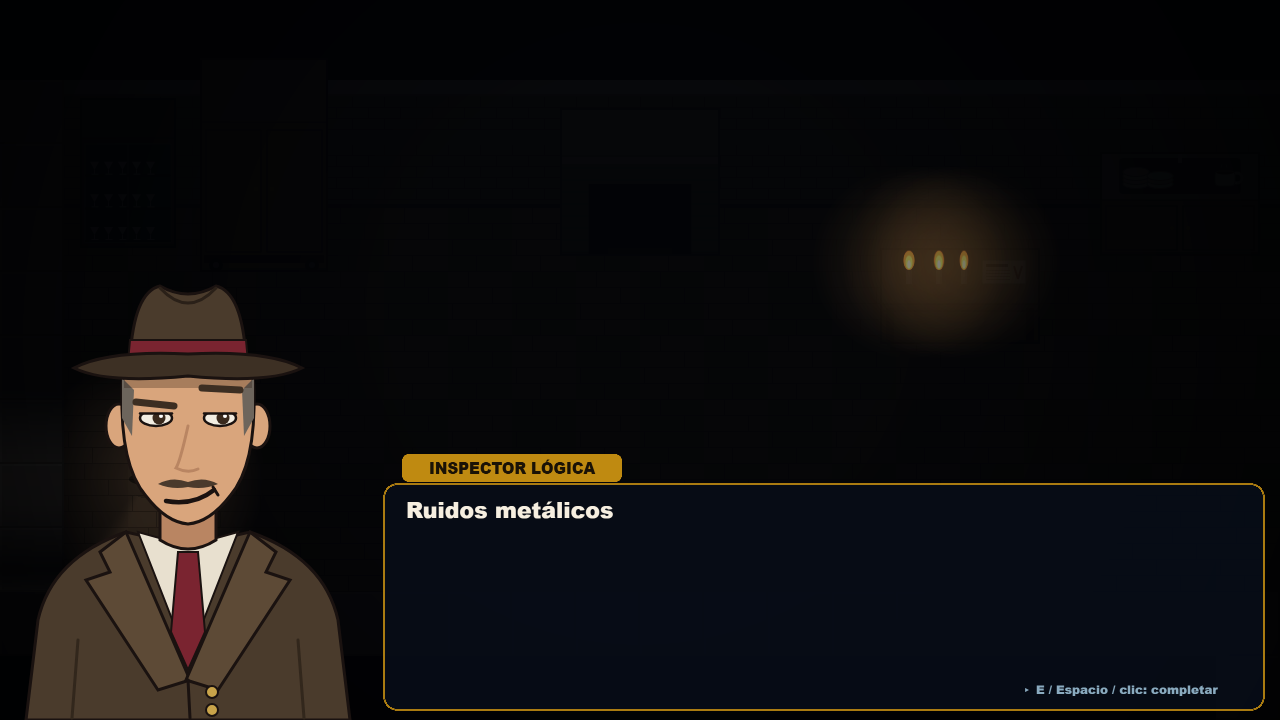 INSPECTOR LÓGICA
Ruidos metálicos
‣ E / Espacio / clic: completar